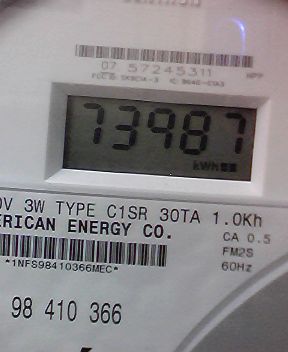 07 57245311
73987
kWh
0V 3W TYPE C1SR 30TA 1.0Kh
ERICAN ENERGY CO.
CA 0.5
FM2S
*1NFS98410366MEC*
60Hz
98 410 366